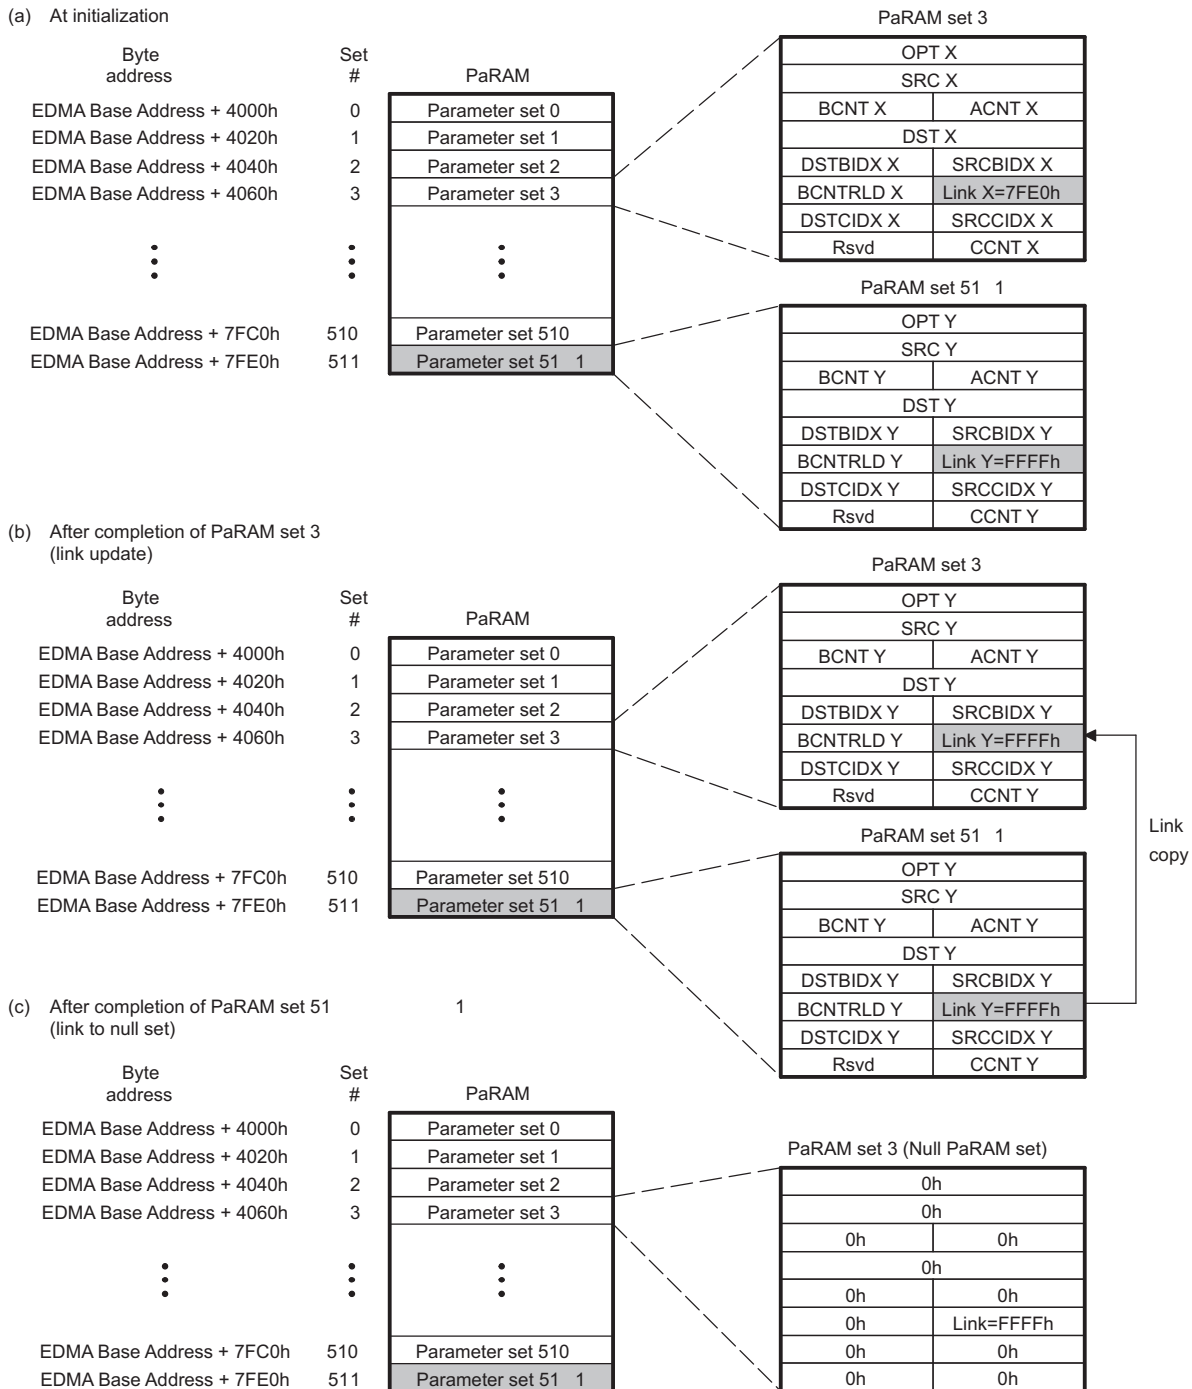 (a) At initialization
Byte address Set # PaRAM
EDMA Base Address + 4000h 0 Parameter set 0
EDMA Base Address + 4020h 1 Parameter set 1
EDMA Base Address + 4040h 2 Parameter set 2
EDMA Base Address + 4060h 3 Parameter set 3
EDMA Base Address + 7FC0h 510 Parameter set 510
EDMA Base Address + 7FE0h 511 Parameter set 51 1
PaRAM set 3
OPT X
SRC X
BCNT X ACNT X
DST X
DSTBIDX X SRCBIDX X
BCNTRLD X Link X=7FE0h
DSTCIDX X SRCCIDX X
Rsvd CCNT X
PaRAM set 51 1
OPT Y
SRC Y
BCNT Y ACNT Y
DST Y
DSTBIDX Y SRCBIDX Y
BCNTRLD Y Link Y=FFFFh
DSTCIDX Y SRCCIDX Y
Rsvd CCNT Y
(b) After completion of PaRAM set 3
(link update)
Byte address Set # PaRAM
EDMA Base Address + 4000h 0 Parameter set 0
EDMA Base Address + 4020h 1 Parameter set 1
EDMA Base Address + 4040h 2 Parameter set 2
EDMA Base Address + 4060h 3 Parameter set 3
EDMA Base Address + 7FC0h 510 Parameter set 510
EDMA Base Address + 7FE0h 511 Parameter set 51 1
PaRAM set 3
OPT Y
SRC Y
BCNT Y ACNT Y
DST Y
DSTBIDX Y SRCBIDX Y
BCNTRLD Y Link Y=FFFFh
DSTCIDX Y SRCCIDX Y
Rsvd CCNT Y
Link
copy
PaRAM set 51 1
OPT Y
SRC Y
BCNT Y ACNT Y
DST Y
DSTBIDX Y SRCBIDX Y
BCNTRLD Y Link Y=FFFFh
DSTCIDX Y SRCCIDX Y
Rsvd CCNT Y
(c) After completion of PaRAM set 51 1
(link to null set)
Byte address Set # PaRAM
EDMA Base Address + 4000h 0 Parameter set 0
EDMA Base Address + 4020h 1 Parameter set 1
EDMA Base Address + 4040h 2 Parameter set 2
EDMA Base Address + 4060h 3 Parameter set 3
EDMA Base Address + 7FC0h 510 Parameter set 510
EDMA Base Address + 7FE0h 511 Parameter set 51 1
PaRAM set 3 (Null PaRAM set)
0h
0h
0h 0h
0h
0h 0h
0h Link=FFFFh
0h 0h
0h 0h